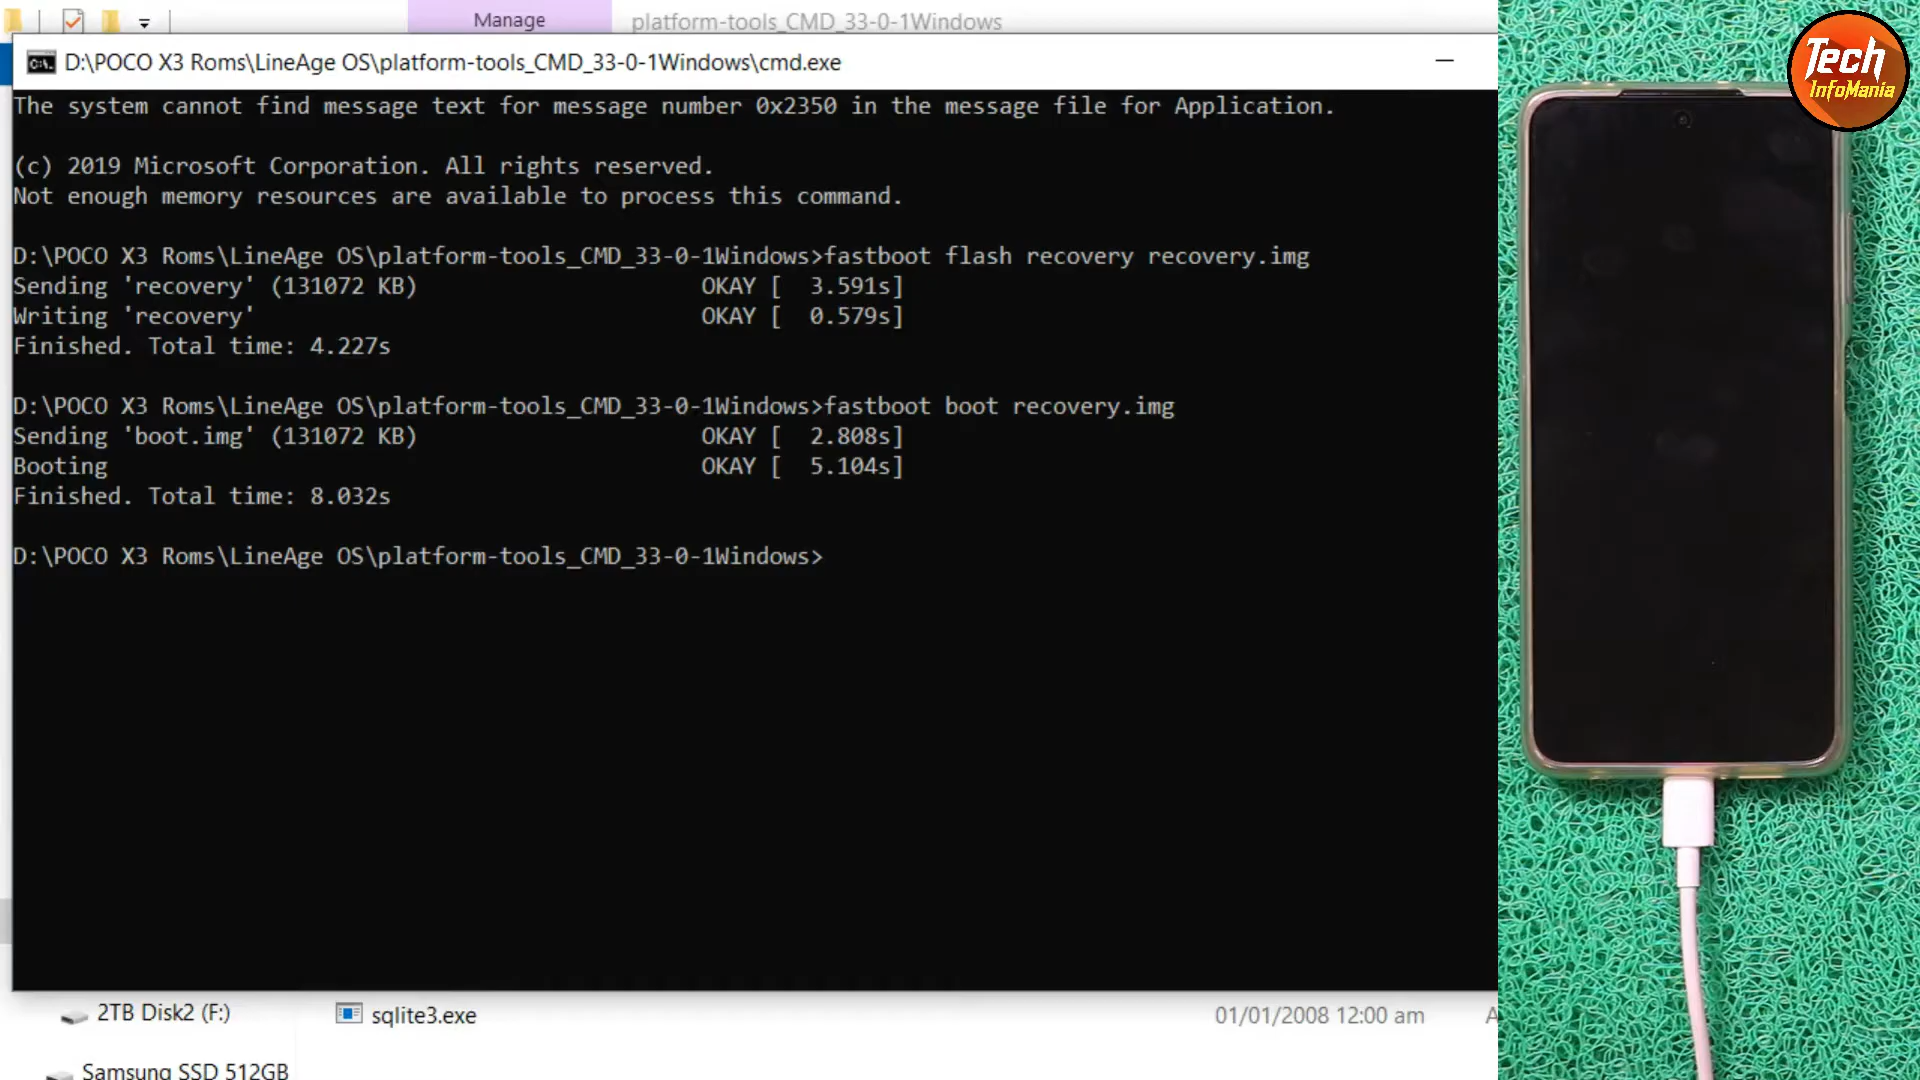 Manage
platform-tools_CMD_33-0-1Windows
D:\POCO X3 Roms\LineAge OS\platform-tools_CMD_33-0-1Windows\cmd.exe
The system cannot find message text for message number 0x2350 in the message file for Application.
(c) 2019 Microsoft Corporation. All rights reserved.
Not enough memory resources are available to process this command.
D:\POCO X3 Roms\LineAge OS\platform-tools_CMD_33-0-1Windows>fastboot flash recovery recovery.img
Sending 'recovery' (131072 KB) OKAY [ 3.591s]
Writing 'recovery' OKAY [ 0.579s]
Finished. Total time: 4.227s
D:\POCO X3 Roms\LineAge OS\platform-tools_CMD_33-0-1Windows>fastboot boot recovery.img
Sending 'boot.img' (131072 KB) OKAY [ 2.808s]
Booting OKAY [ 5.104s]
Finished. Total time: 8.032s
D:\POCO X3 Roms\LineAge OS\platform-tools_CMD_33-0-1Windows>
2TB Disk2 (F:) sqlite3.exe 01/01/2008 12:00 am A
Samsung SSD 512GB
Tech
InfoMania